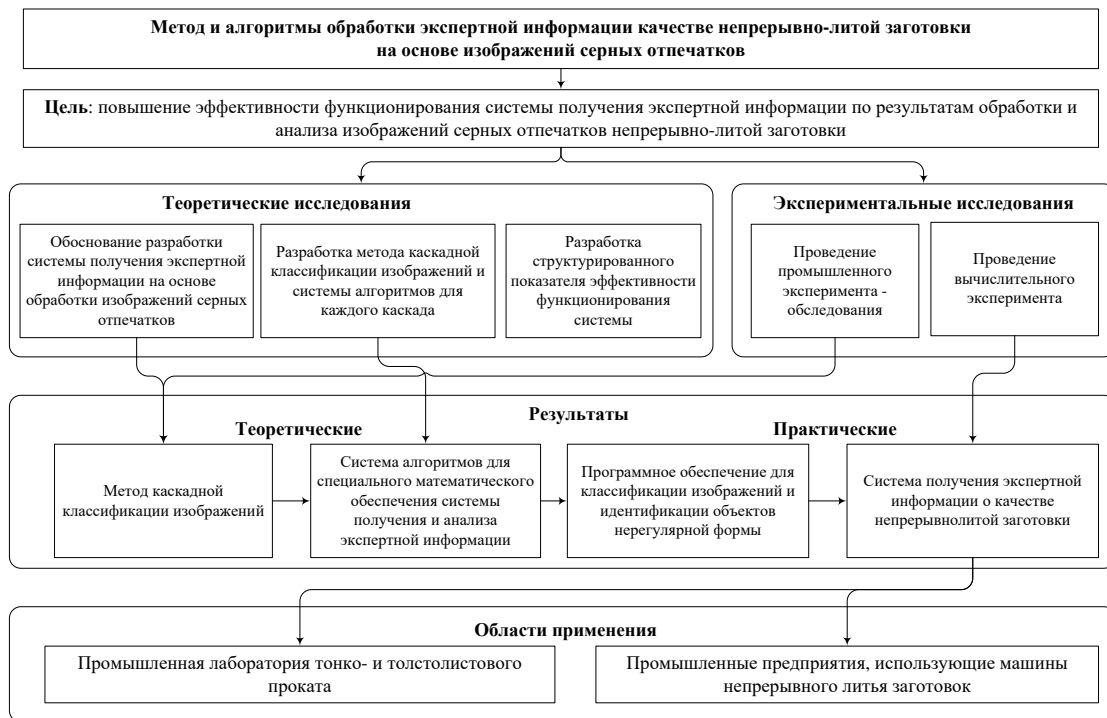 Метод и алгоритмы обработки экспертной информации качестве непрерывно-литой заготовки
на основе изображений серных отпечатков
Цель: повышение эффективности функционирования системы получения экспертной информации по результатам обработки и
анализа изображений серных отпечатков непрерывно-литой заготовки
Теоретические исследования
Обоснование разработки
системы получения экспертной
информации на основе
обработки изображений серных
отпечатков
Разработка метода каскадной
классификации изображений и
системы алгоритмов для
каждого каскада
Разработка
структурированного
показателя эффективности
функционирования
системы
Экспериментальные исследования
Проведение
промышленного
эксперимента -
обследования
Проведение
вычислительного
эксперимента
Результаты
Теоретические
Практические
Метод каскадной
классификации изображений
Система алгоритмов для
специального математического
обеспечения системы
получения и анализа
экспертной информации
Программное обеспечение для
классификации изображений и
идентификации объектов
нерегулярной формы
Система получения экспертной
информации о качестве
непрерывнолитой заготовки
Области применения
Промышленная лаборатория тонко- и толстолистового
проката
Промышленные предприятия, использующие машины
непрерывного литья заготовок